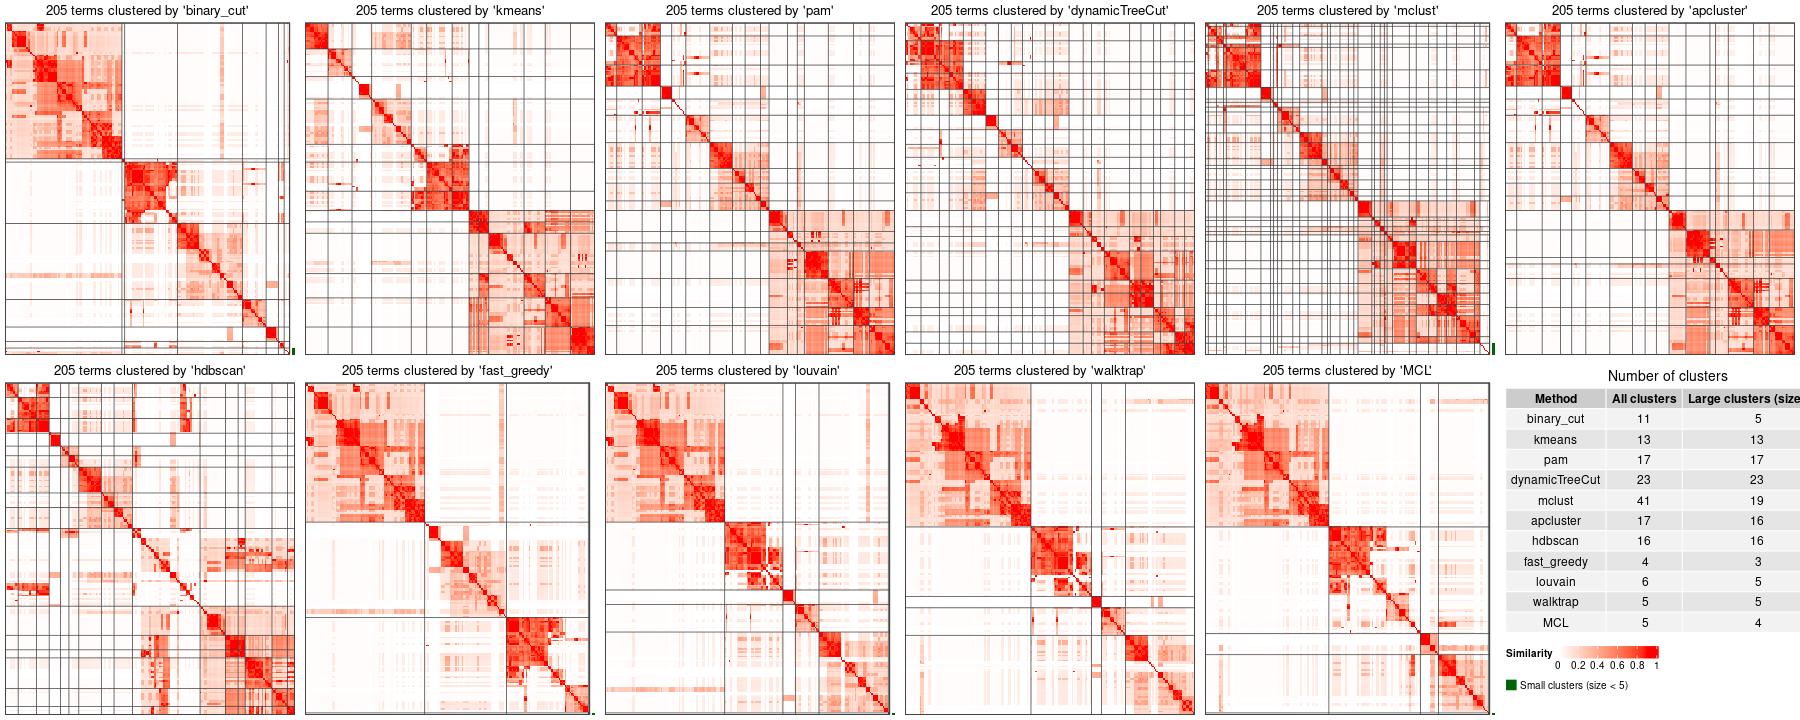 205 terms clustered by 'binary_cut'
205 terms clustered by 'kmeans'
205 terms clustered by 'pam'
205 terms clustered by 'dynamicTreeCut'
205 terms clustered by 'mclust'
205 terms clustered by 'apcluster'
205 terms clustered by 'hdbscan'
205 terms clustered by 'fast_greedy'
205 terms clustered by 'louvain'
205 terms clustered by 'walktrap'
205 terms clustered by 'MCL'
Number of clusters
Method All clusters Large clusters (size
binary_cut 11 5
kmeans 13 13
pam 17 17
dynamicTreeCut 23 23
mclust 41 19
apcluster 17 16
hdbscan 16 16
fast_greedy 4 3
louvain 6 5
walktrap 5 5
MCL 5 4
Similarity
0 0.2 0.4 0.6 0.8 1
Small clusters (size < 5)